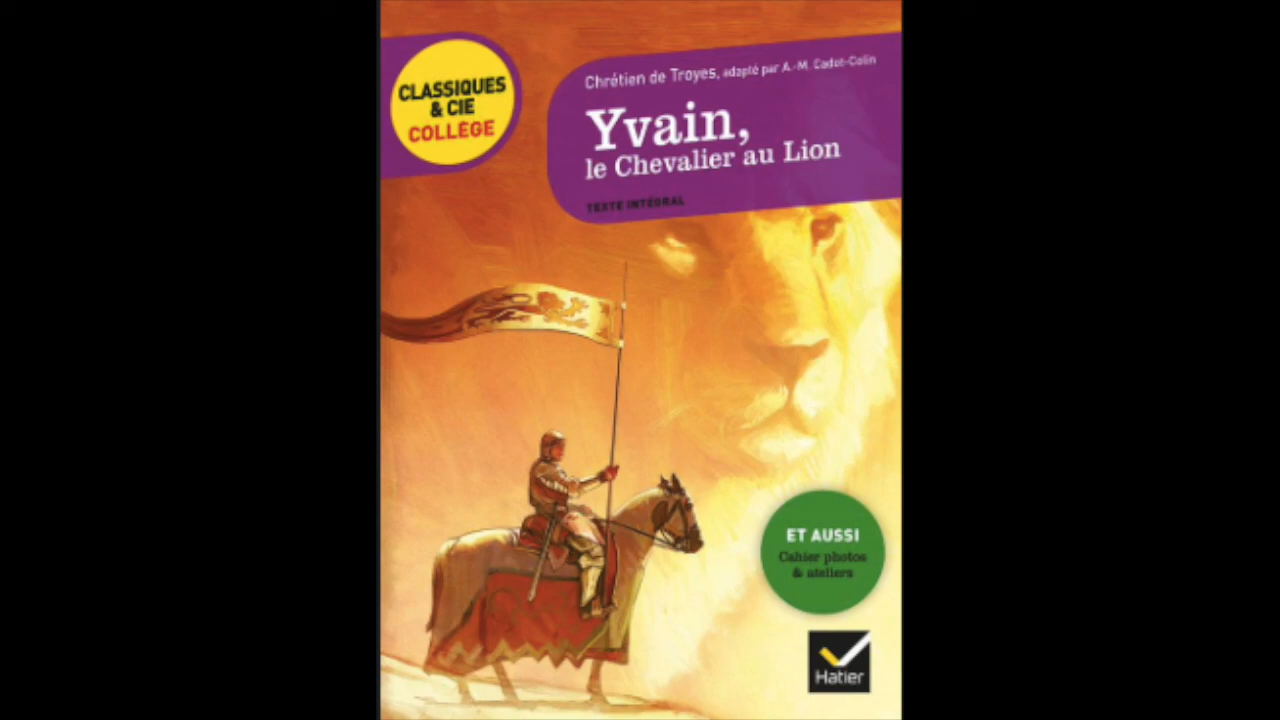 CLASSIQUES
& CIE
COLLÈGE
Chrétien de Troyes, adapté par A.-M. Cadot-Colin
Yvain,
le Chevalier au Lion
TEXTE INTÉGRAL
ET AUSSI
Cahier photos
& ateliers
Hatier